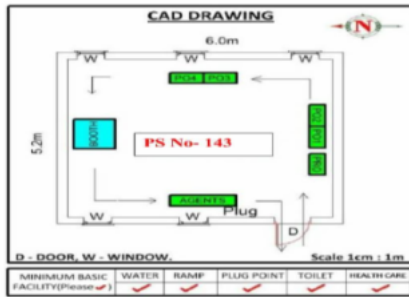 CAD DRAWING
N
6.0m
W W W
PO4 PO3
5.2m
BOOTH
PS No- 143
PO2 PO1
PRO
AGENTS
Plug
W W
D
D - DOOR, W - WINDOW.
Scale 1cm : 1m
MINIMUM BASIC FACILITY(Please✓) WATER RAMP PLUG POINT TOILET HEALTH CARE